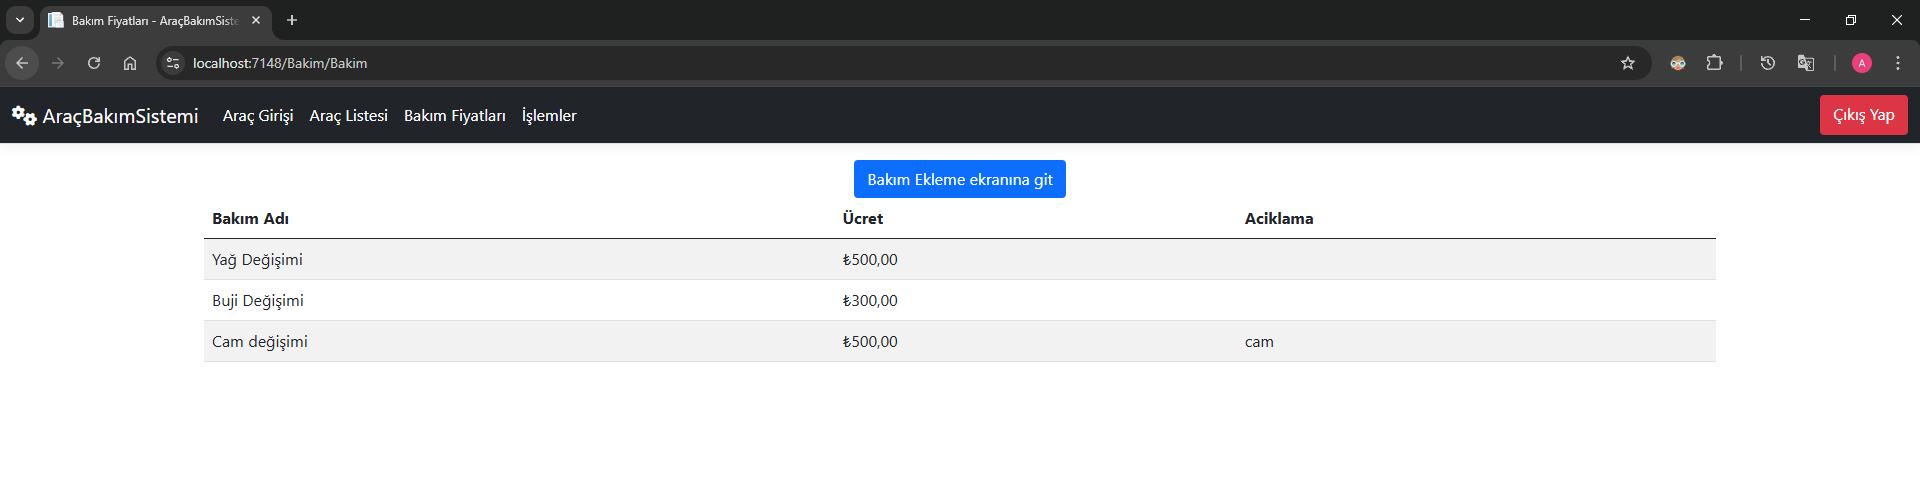 Bakım Fiyatları - AraçBakımSiste
localhost:7148/Bakim/Bakim
A
AraçBakımSistemi Araç Girişi Araç Listesi Bakım Fiyatları İşlemler Çıkış Yap
Bakım Ekleme ekranına git
Bakım Adı Ücret Aciklama
Yağ Değişimi ₺500,00
Buji Değişimi ₺300,00
Cam değişimi ₺500,00 cam